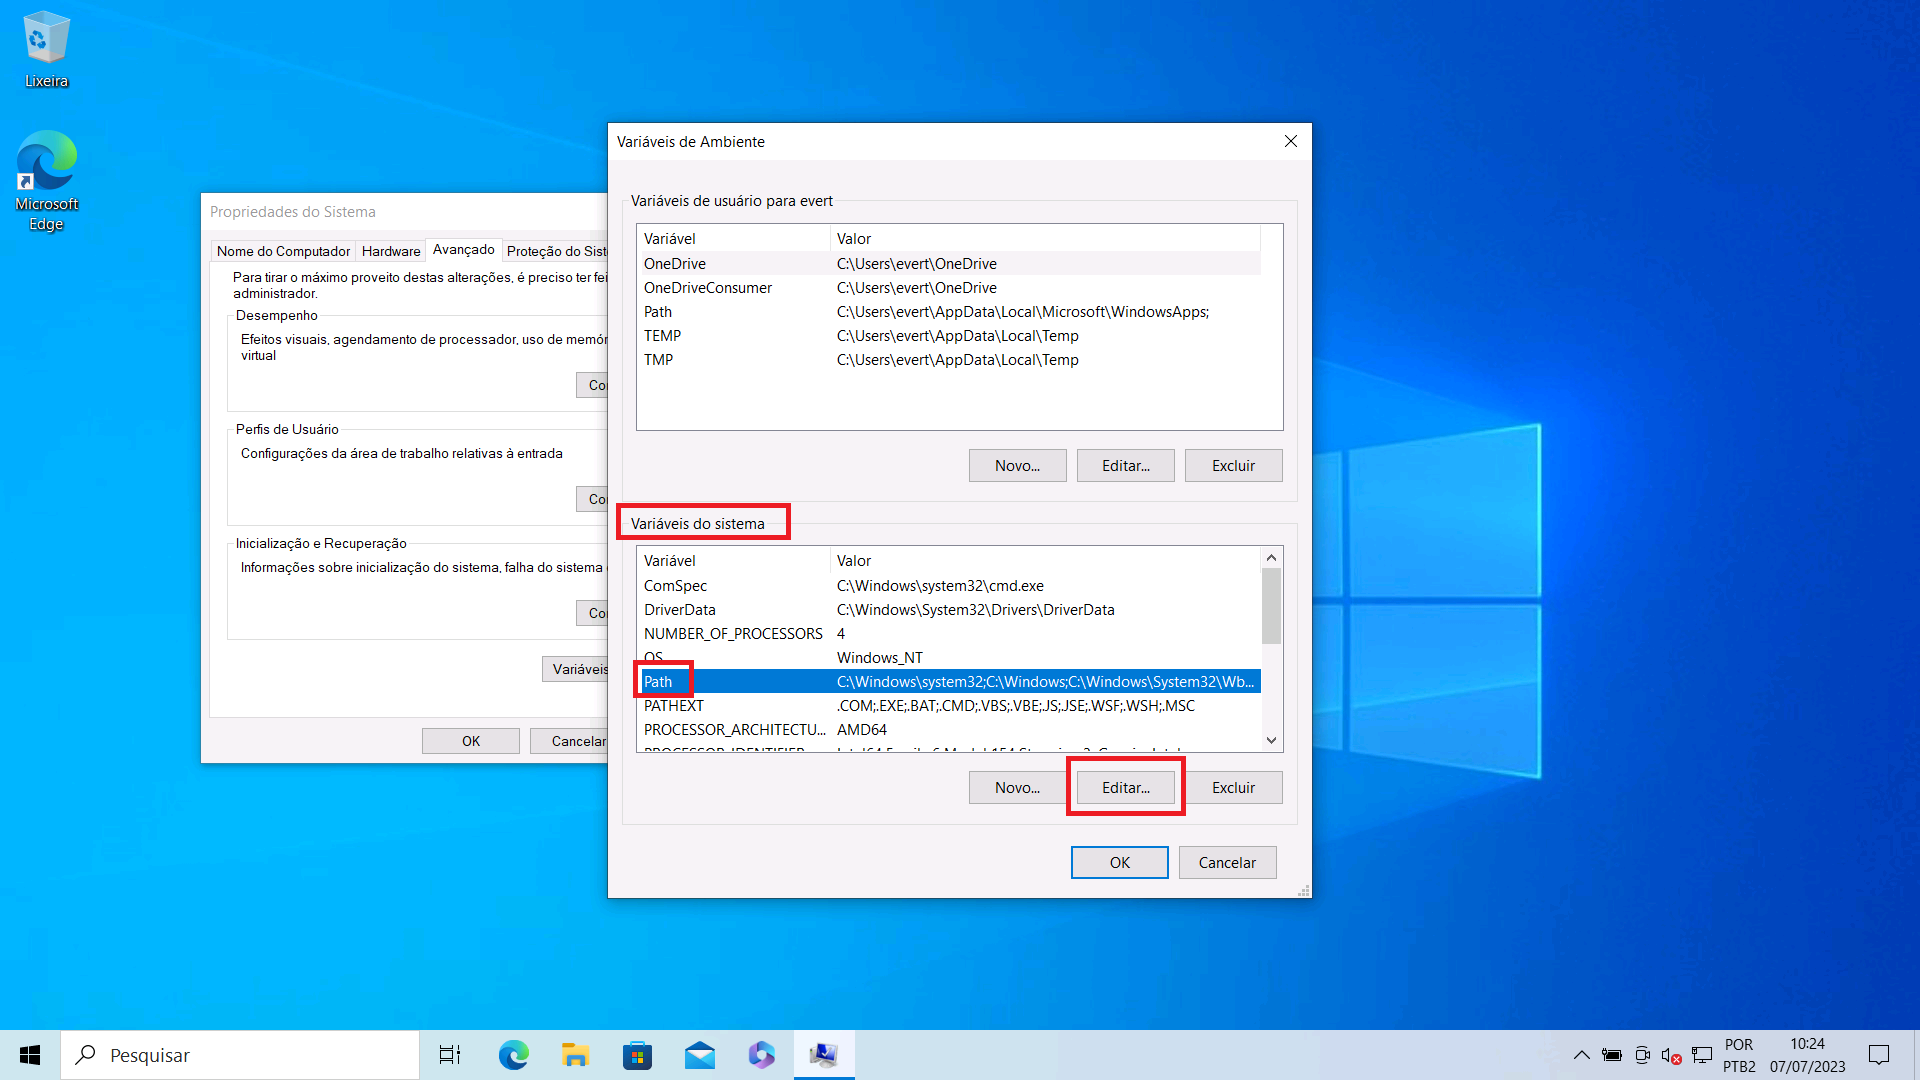 Lixeira
Microsoft
Edge
Propriedades do Sistema
Nome do Computador
Hardware
Avançado
Proteção do Siste
Para tirar o máximo proveito destas alterações, é preciso ter fei
administrador.
Desempenho
Efeitos visuais, agendamento de processador, uso de memór
virtual
Co
Perfis de Usuário
Configurações da área de trabalho relativas à entrada
Co
Inicialização e Recuperação
Informações sobre inicialização do sistema, falha do sistema
Co
Variáveis
OK
Cancelar
Variáveis de Ambiente
Variáveis de usuário para evert
Variável Valor
OneDrive C:\Users\evert\OneDrive
OneDriveConsumer C:\Users\evert\OneDrive
Path C:\Users\evert\AppData\Local\Microsoft\WindowsApps;
TEMP C:\Users\evert\AppData\Local\Temp
TMP C:\Users\evert\AppData\Local\Temp
Novo... Editar... Excluir
Variáveis do sistema
Variável Valor
ComSpec C:\Windows\system32\cmd.exe
DriverData C:\Windows\System32\Drivers\DriverData
NUMBER_OF_PROCESSORS 4
OS Windows_NT
Path C:\Windows\system32;C:\Windows;C:\Windows\System32\Wb...
PATHEXT .COM;.EXE;.BAT;.CMD;.VBS;.VBE;.JS;.JSE;.WSF;.WSH;.MSC
PROCESSOR_ARCHITECTU... AMD64
PROCESSOR_IDENTIFIER
Novo... Editar... Excluir
OK Cancelar
Pesquisar
POR
PTB2
10:24
07/07/2023